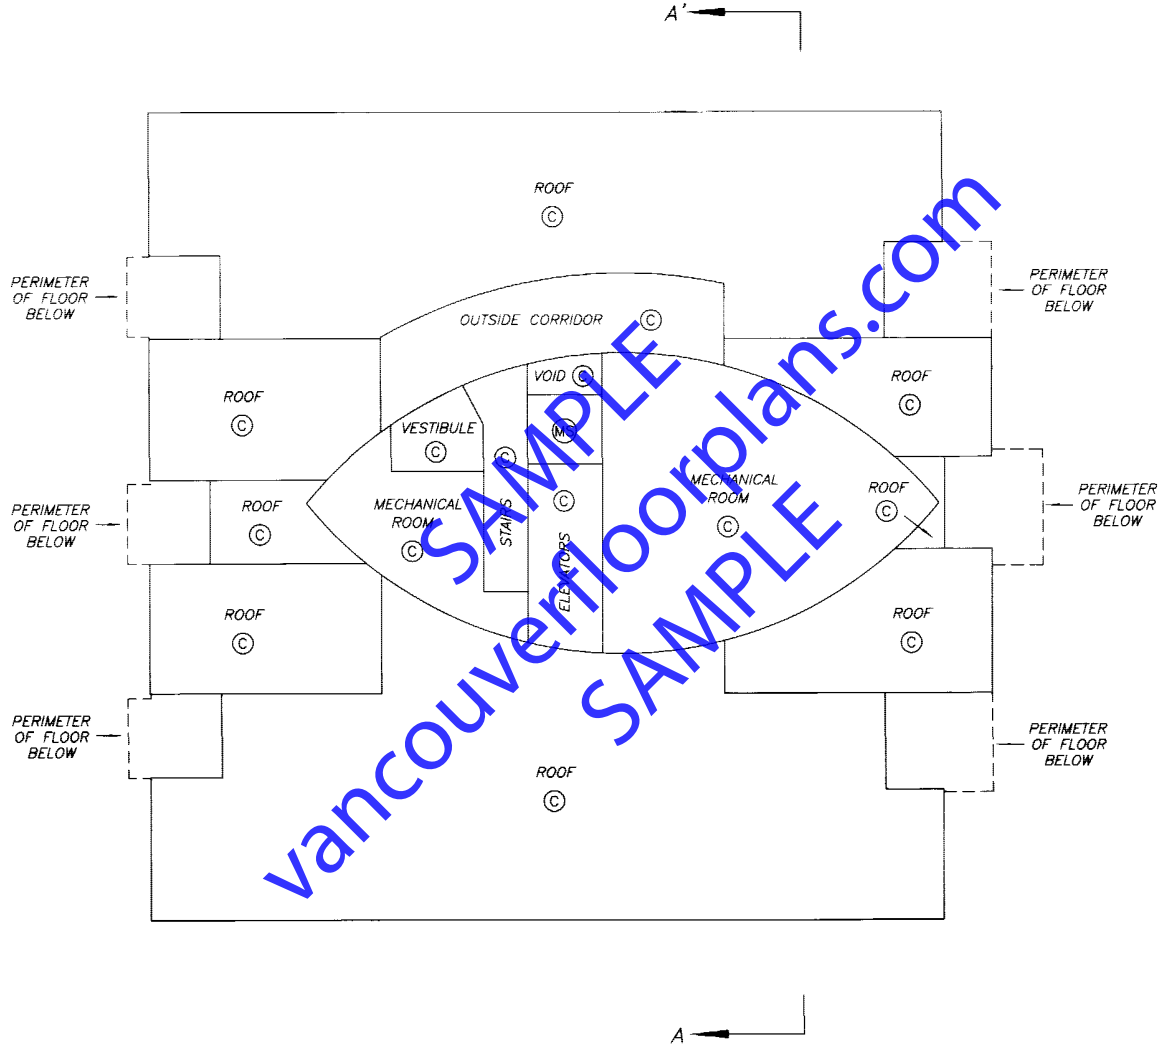 A'
ROOF
C
PERIMETER
OF FLOOR
BELOW
PERIMETER
OF FLOOR
BELOW
OUTSIDE CORRIDOR C
VOID C
ROOF
C
ROOF
C
VESTIBULE
C
MS
C
STAIRS
MECHANICAL
ROOM
C
C
ELEVATORS
MECHANICAL
ROOM
C
ROOF
C
PERIMETER
OF FLOOR
BELOW
ROOF
C
PERIMETER
OF FLOOR
BELOW
ROOF
C
ROOF
C
PERIMETER
OF FLOOR
BELOW
PERIMETER
OF FLOOR
BELOW
ROOF
C
A
SAMPLE
vancouverfloorplans.com
SAMPLE